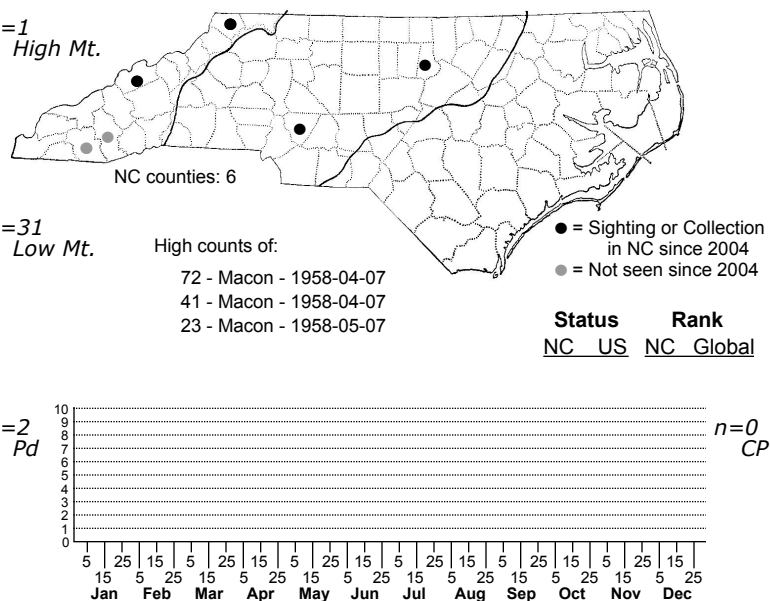 =1
High Mt.
NC counties: 6
=31
Low Mt.
High counts of:
72 - Macon - 1958-04-07
41 - Macon - 1958-04-07
23 - Macon - 1958-05-07
● = Sighting or Collection
in NC since 2004
● = Not seen since 2004
Status Rank
NC US NC Global
=2
Pd
n=0
CP
10
9
8
7
6
5
4
3
2
1
0
5 25 15 5 25 15 5 25 15 5 25 15 5 25 15 5 25 15
15 5 25 15 5 25 15 5 25 15 5 25 15 5 25 15 5 25
Jan Feb Mar Apr May Jun Jul Aug Sep Oct Nov Dec